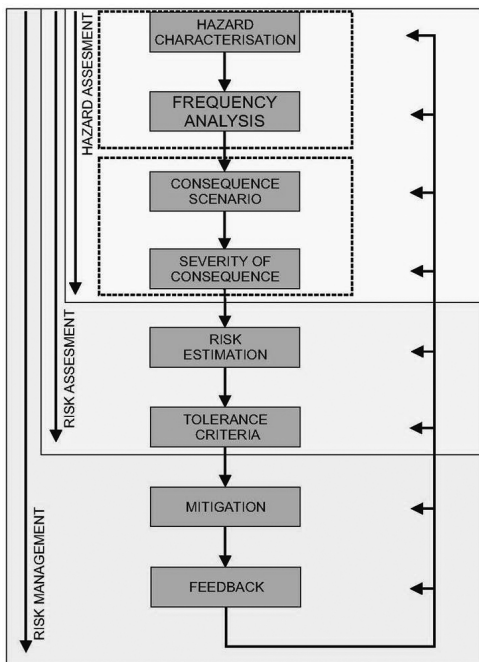 HAZARD
CHARACTERISATION
FREQUENCY
ANALYSIS
CONSEQUENCE
SCENARIO
SEVERITY OF
CONSEQUENCE
RISK
ESTIMATION
TOLERANCE
CRITERIA
MITIGATION
FEEDBACK
HAZARD ASSESMENT
RISK ASSESMENT
RISK MANAGEMENT